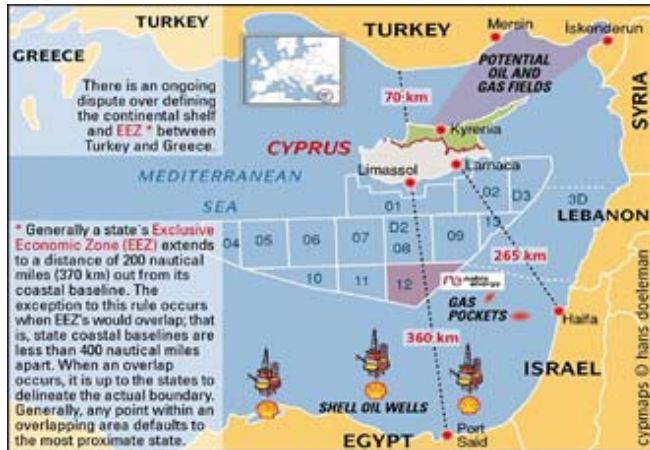 TURKEY
TURKEY
Mersin
İskenderun
GREECE
POTENTIAL
OIL AND
GAS FIELDS
SYRIA
There is an ongoing
dispute over defining
the continental shelf
and EEZ * between
Turkey and Greece.
70 km
Kyrenia
CYPRUS
Limassol
Larnaca
MEDITERRANEAN
SEA
01
02
D3
3D
LEBANON
13
04
05
06
07
D2
08
09
10
11
12
265 km
GAS
POCKETS
Haifa
360 km
ISRAEL
SHELL OIL WELLS
EGYPT
Port
Said
* Generally a state's Exclusive
Economic Zone (EEZ) extends
to a distance of 200 nautical
miles (370 km) out from its
coastal baseline. The
exception to this rule occurs
when EEZ's would overlap; that
is, state coastal baselines are
less than 400 nautical miles
apart. When an overlap
occurs, it is up to the states to
delineate the actual boundary.
Generally, any point within an
overlapping area defaults to
the most proximate state.
cypmaps © hans doeleman